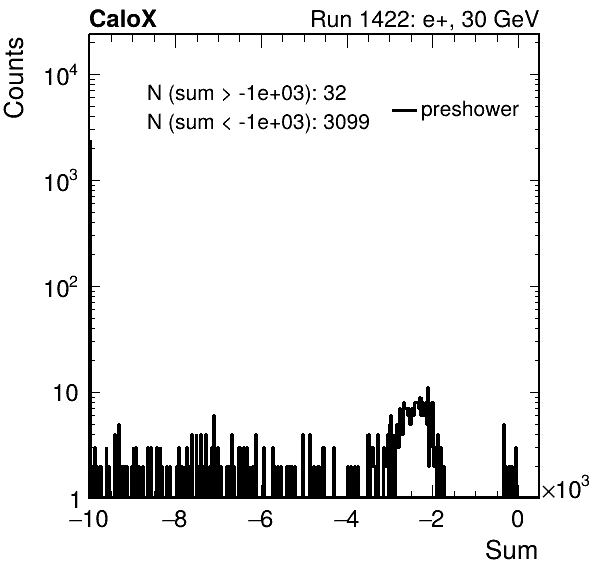 CaloX Run 1422: e+, 30 GeV
Counts
N (sum > -1e+03): 32
N (sum < -1e+03): 3099
preshower
10⁴
10³
10²
10
1
−10 −8 −6 −4 −2 0 ×10³
Sum